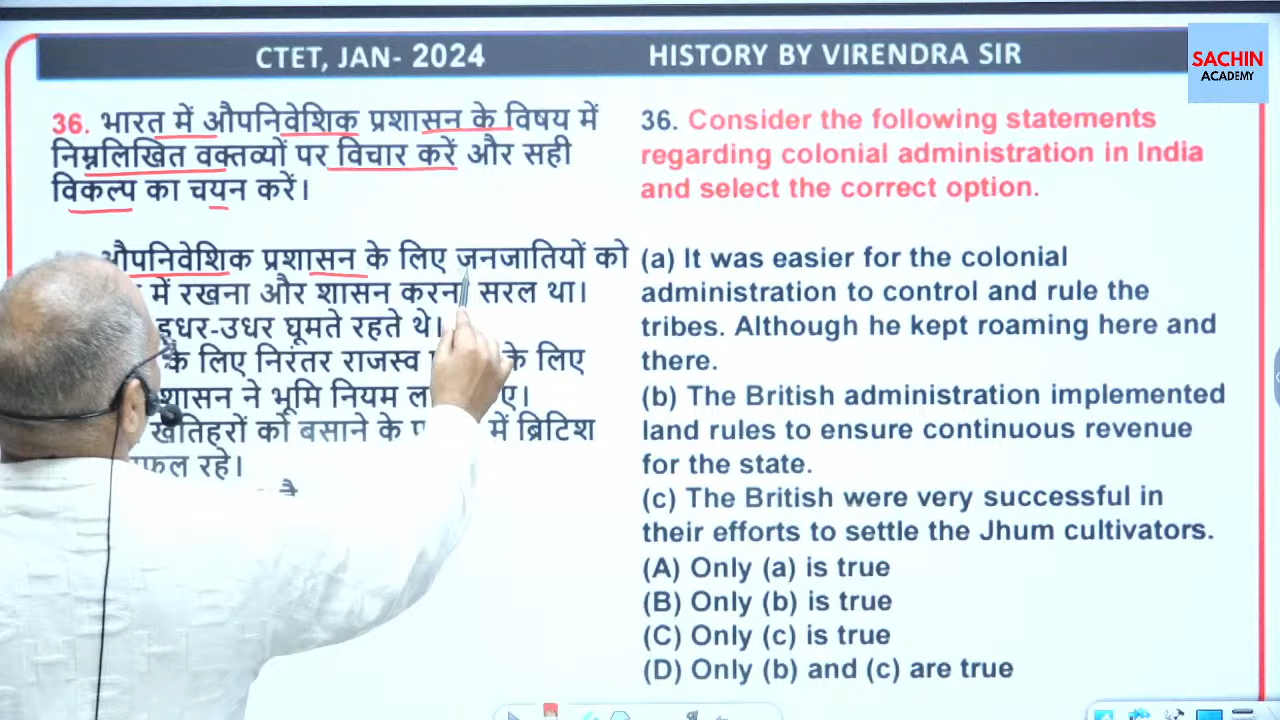 CTET, JAN- 2024
HISTORY BY VIRENDRA SIR
SACHIN
ACADEMY
36. भारत में औपनिवेशिक प्रशासन के विषय में
निम्नलिखित वक्तव्यों पर विचार करें और सही
विकल्प का चयन करें।
औपनिवेशिक प्रशासन के लिए जनजातियों को
में रखना और शासन करना सरल था।
इधर-उधर घूमते रहते थे।
के लिए निरंतर राजस्व के लिए
ने भूमि नियम
खेतिहरों को बसाने के में ब्रिटिश
रहे।
36. Consider the following statements
regarding colonial administration in India
and select the correct option.
(a) It was easier for the colonial
administration to control and rule the
tribes. Although he kept roaming here and
there.
(b) The British administration implemented
land rules to ensure continuous revenue
for the state.
(c) The British were very successful in
their efforts to settle the Jhum cultivators.
(A) Only (a) is true
(B) Only (b) is true
(C) Only (c) is true
(D) Only (b) and (c) are true